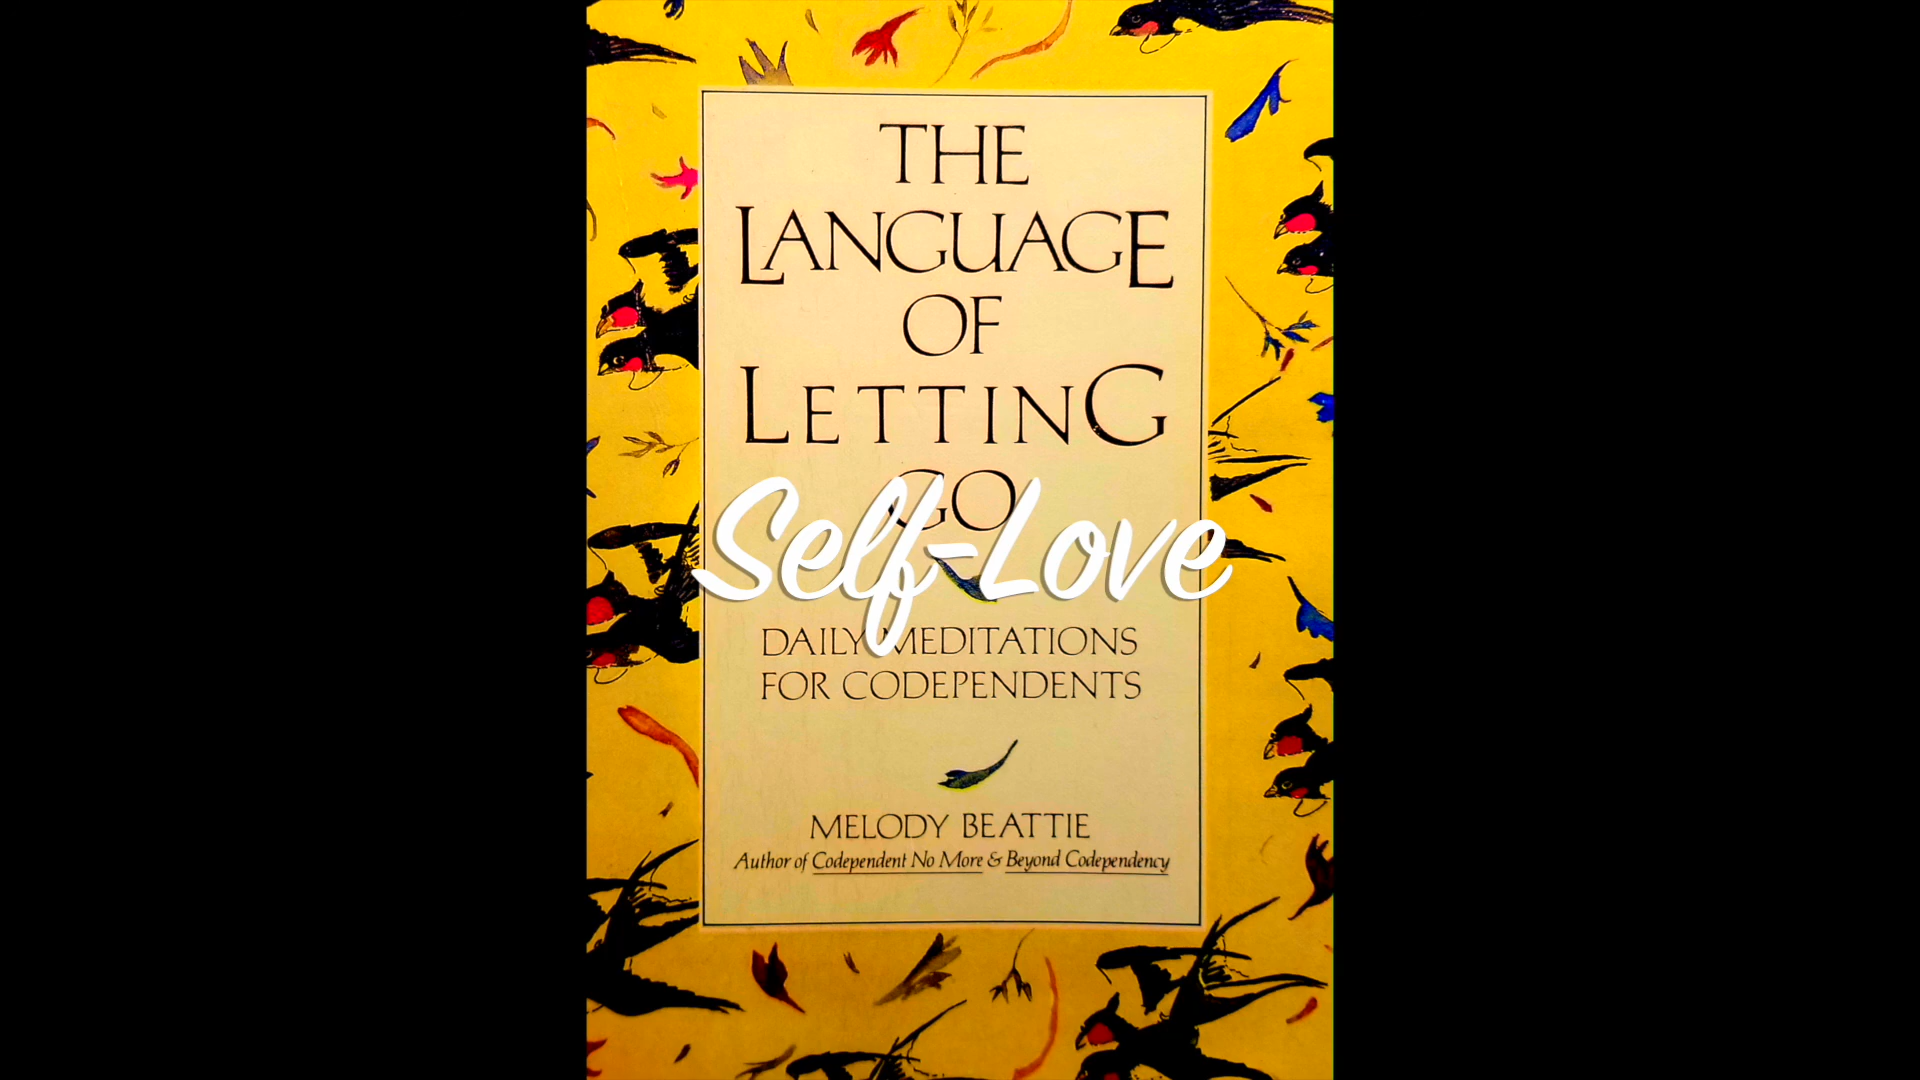 THE
LANGUAGE
OF
LETTING
GO
Self-Love
DAILY MEDITATIONS
FOR CODEPENDENTS
MELODY BEATTIE
Author of Codependent No More & Beyond Codependency